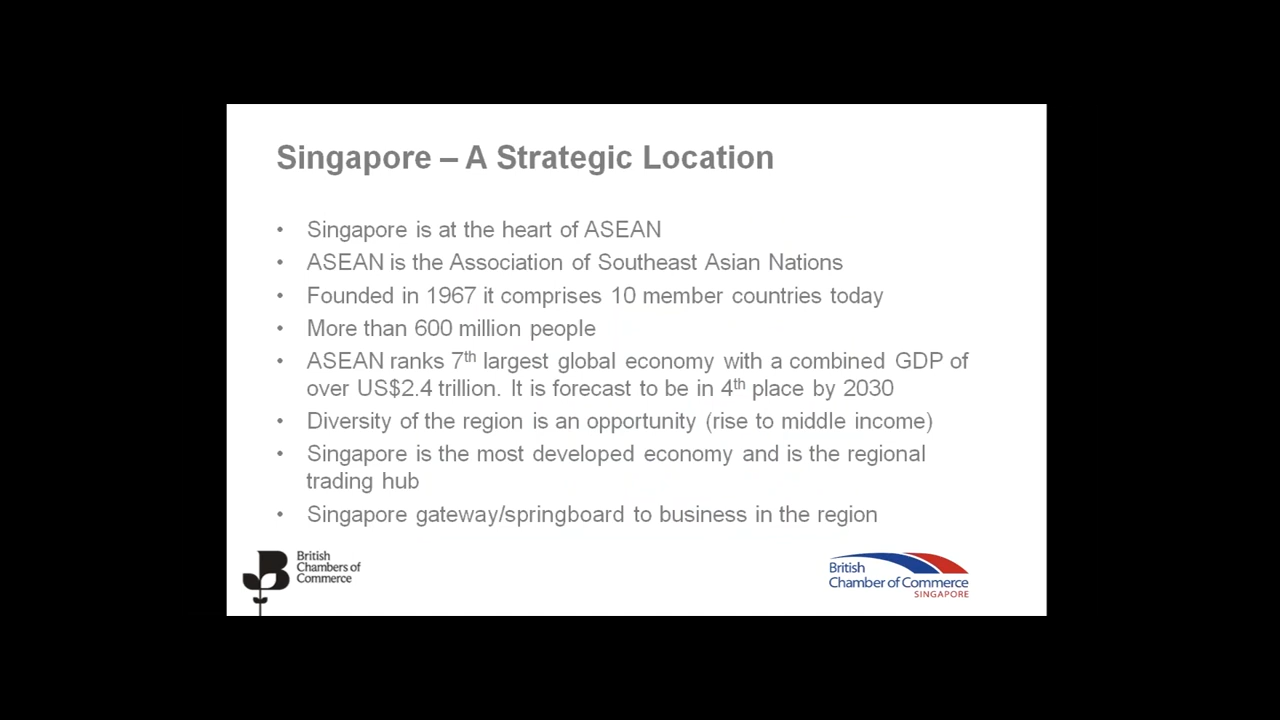 Singapore – A Strategic Location
• Singapore is at the heart of ASEAN
• ASEAN is the Association of Southeast Asian Nations
• Founded in 1967 it comprises 10 member countries today
• More than 600 million people
• ASEAN ranks 7th largest global economy with a combined GDP of
over US$2.4 trillion. It is forecast to be in 4th place by 2030
• Diversity of the region is an opportunity (rise to middle income)
• Singapore is the most developed economy and is the regional
trading hub
• Singapore gateway/springboard to business in the region
British
Chambers of
Commerce
British
Chamber of Commerce
SINGAPORE